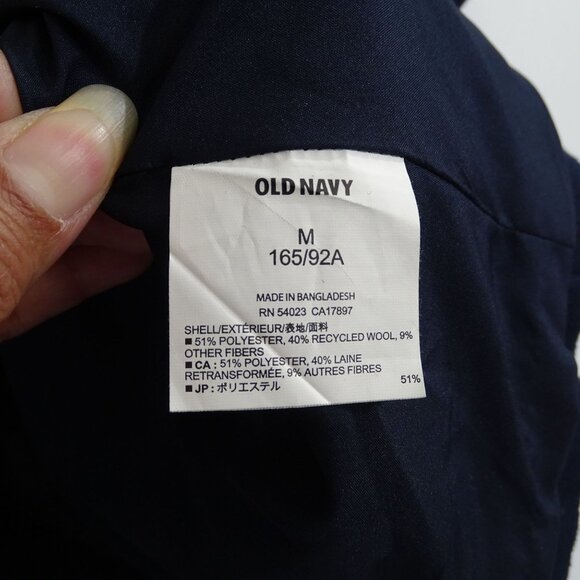 OLD NAVY
M
165/92A
MADE IN BANGLADESH
RN 54023 CA17897
SHELL/EXTÉRIEUR/表地/面料
■ 51% POLYESTER, 40% RECYCLED WOOL, 9%
OTHER FIBERS
■ CA : 51% POLYESTER, 40% LAINE
RETRANSFORMÉE, 9% AUTRES FIBRES
■ JP : ポリエステル 51%